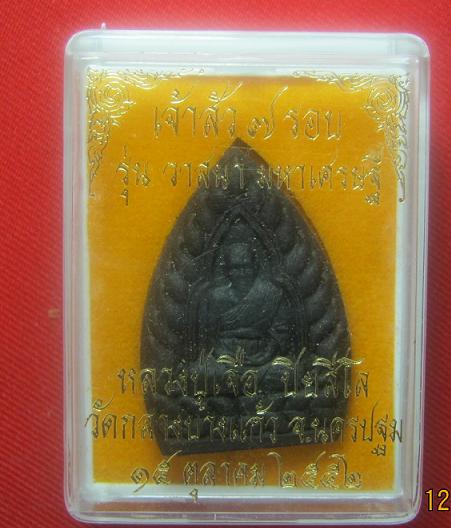 เจ้าสัว ๗ รอบ
รุ่น วาสนา มหาเศรษฐี
หลวงปู่เจือ ปิยสีโล
วัดกลางบางแก้ว จ.นครปฐม
๑๕ ตุลาคม ๒๕๕๒
12